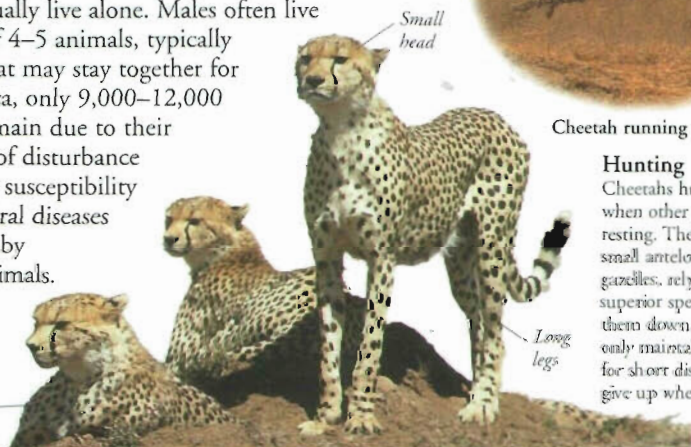 ally live alone. Males often live
4–5 animals, typically
at may stay together for
a, only 9,000–12,000
main due to their
of disturbance
susceptibility
ral diseases
by
imals.
Small
head
Long
legs
Cheetah running
Hunting
Cheetahs hu
when other
resting. The
small antelo
gazelles, rely
superior spe
them down
only mainta
for short dis
give up whe